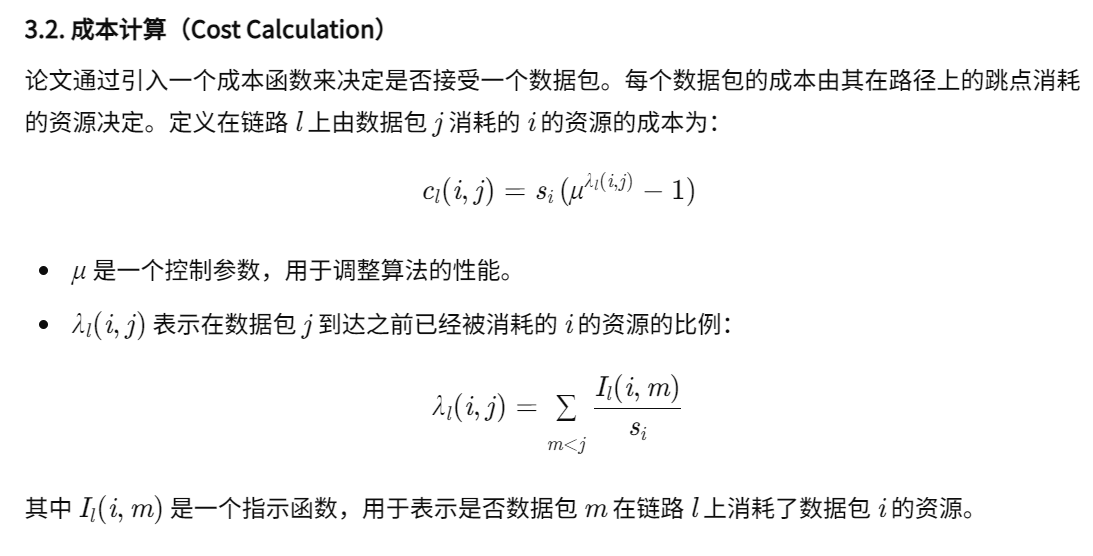 3.2. 成本计算（Cost Calculation）
论文通过引入一个成本函数来决定是否接受一个数据包。每个数据包的成本由其在路径上的跳点消耗
的资源决定。定义在链路 l 上由数据包 j 消耗的 i 的资源的成本为：
c_l(i, j) = s_i (μ^{λ_l(i,j)} − 1)
• μ 是一个控制参数，用于调整算法的性能。
• λ_l(i, j) 表示在数据包 j 到达之前已经被消耗的 i 的资源的比例：
λ_l(i, j) = ∑_{m<j} \frac{I_l(i, m)}{s_i}
其中 I_l(i, m) 是一个指示函数，用于表示是否数据包 m 在链路 l 上消耗了数据包 i 的资源。